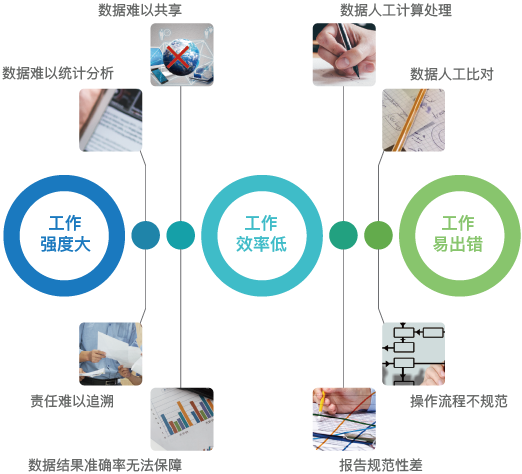 数据难以共享
数据人工计算处理
数据难以统计分析
数据人工比对
工作
强度大
工作
效率低
工作
易出错
责任难以追溯
操作流程不规范
数据结果准确率无法保障
报告规范性差